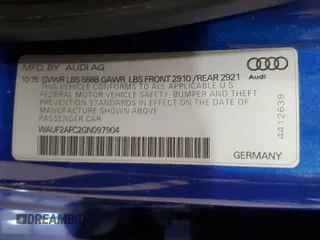 MFD. BY AUDI AG
10 15 GVWR LBS 5688 GAWR LBS FRONT 2910 /REAR 2921
THIS VEHICLE CONFORMS TO ALL APPLICABLE U.S
FEDERAL MOTOR VEHICLE SAFETY, BUMPER AND THEFT
PREVENTION STANDARDS IN EFFECT ON THE DATE OF
MANUFACTURE SHOWN ABOVE
PASSENGER CAR
WAUF2AFC2GN097904
GERMANY
Audi
4412639
DREAMBID